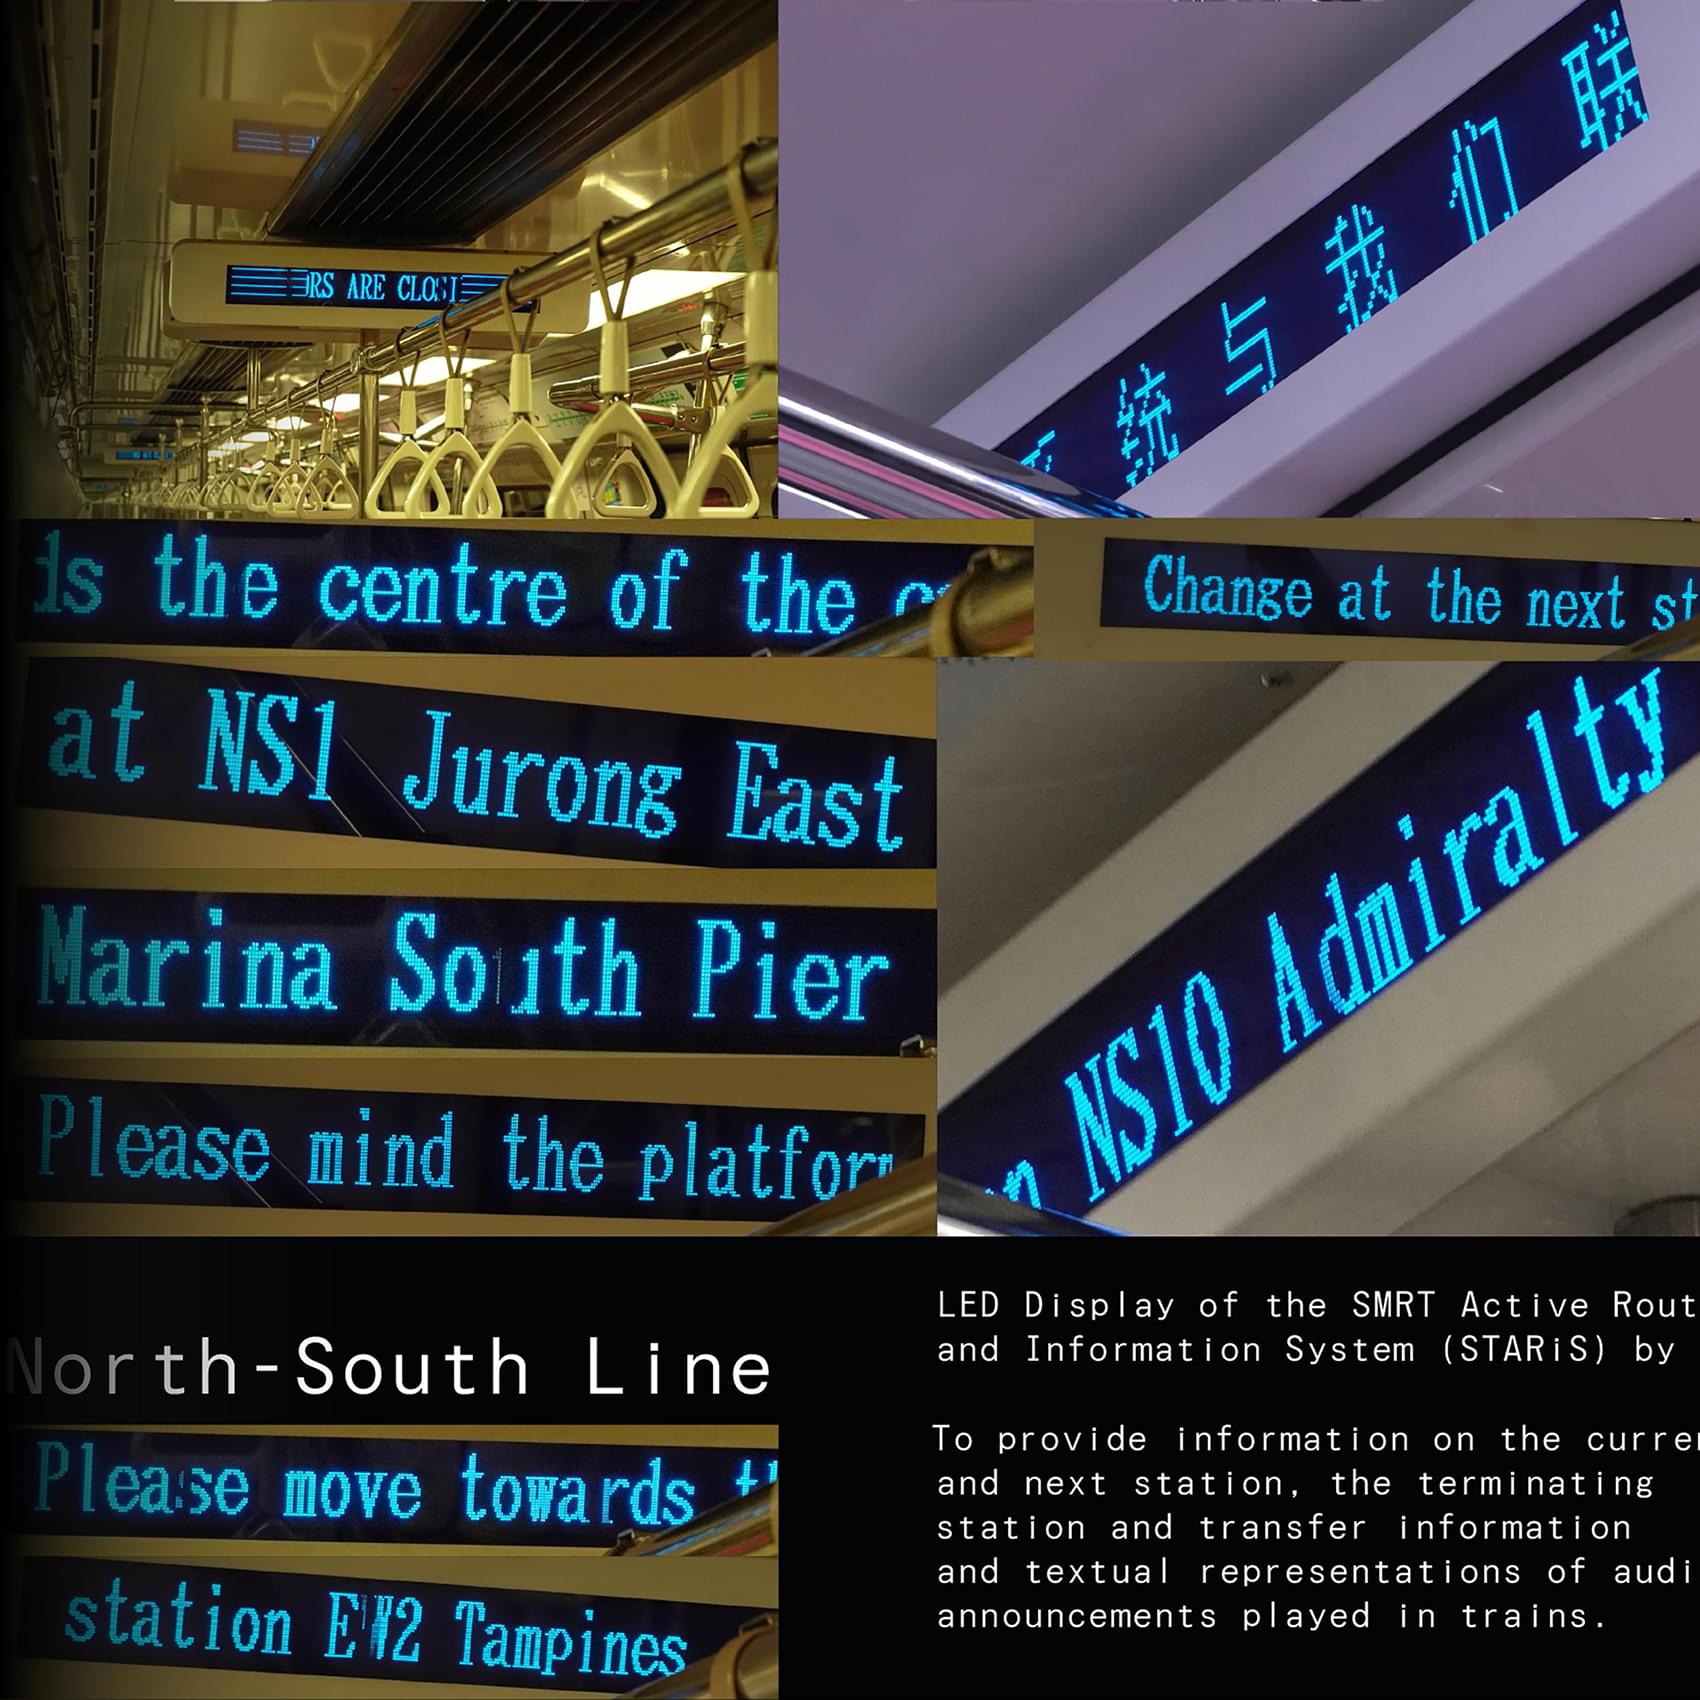 RS ARE CLOSI
统 与 我 们 联
ds the centre of the
Change at the next st
at NS1 Jurong East
NS10 Admiralty
Marina South Pier
Please mind the platfor
North-South Line
LED Display of the SMRT Active Rout
and Information System (STARiS) by
To provide information on the curre
and next station, the terminating
station and transfer information
and textual representations of audi
announcements played in trains.
Please move towards t
station EW2 Tampines